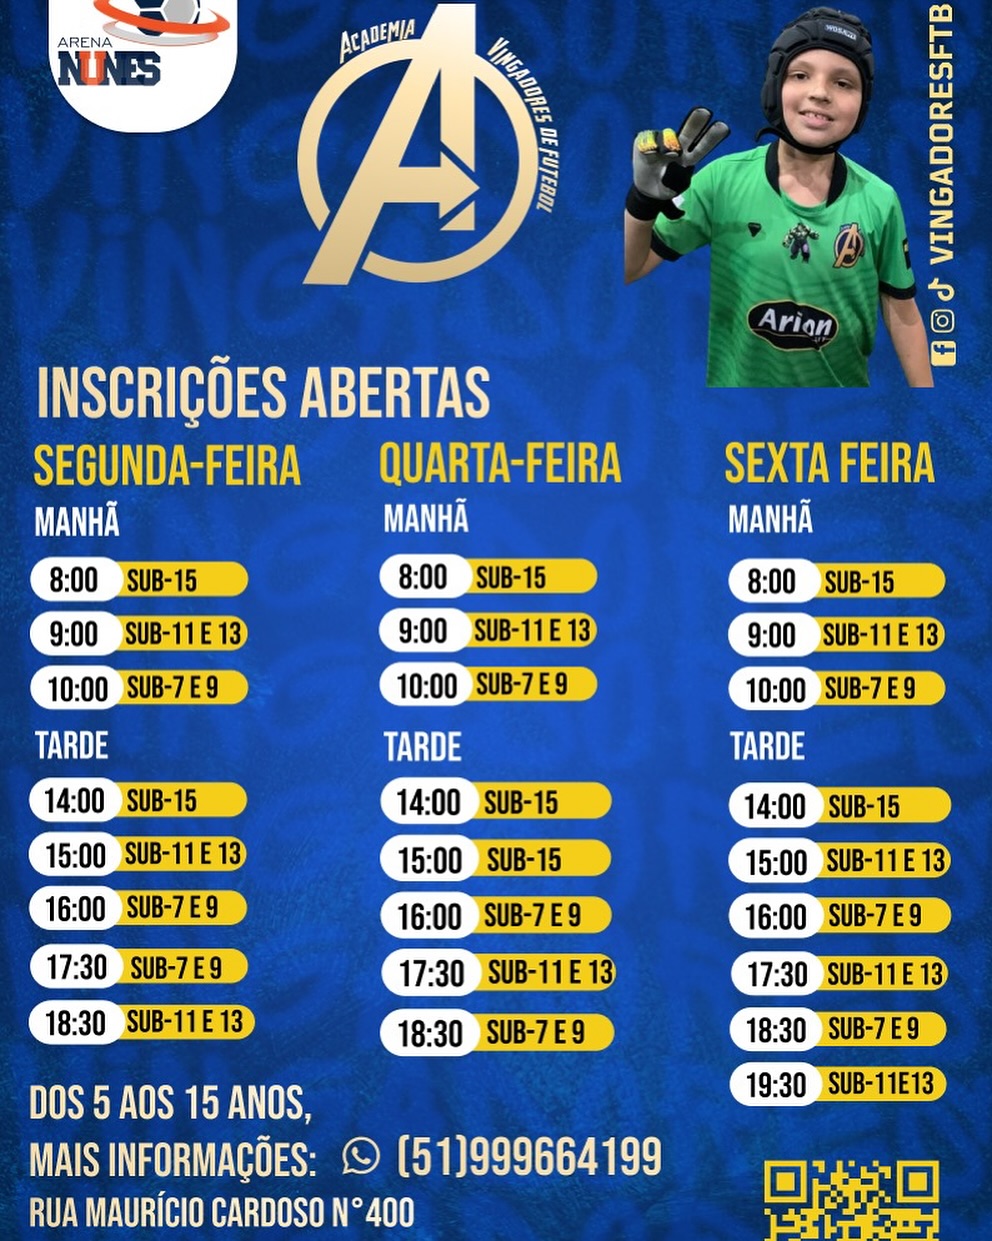 ARENA
NUNES
ACADEMIA
VINGADORES DE FUTEBOL
VINGADORESFTB
Arion
INSCRIÇÕES ABERTAS
SEGUNDA-FEIRA
MANHÃ
8:00 SUB-15
9:00 SUB-11 E 13
10:00 SUB-7 E 9
TARDE
14:00 SUB-15
15:00 SUB-11 E 13
16:00 SUB-7 E 9
17:30 SUB-7 E 9
18:30 SUB-11 E 13
QUARTA-FEIRA
MANHÃ
8:00 SUB-15
9:00 SUB-11 E 13
10:00 SUB-7 E 9
TARDE
14:00 SUB-15
15:00 SUB-15
16:00 SUB-7 E 9
17:30 SUB-11 E 13
18:30 SUB-7 E 9
SEXTA FEIRA
MANHÃ
8:00 SUB-15
9:00 SUB-11 E 13
10:00 SUB-7 E 9
TARDE
14:00 SUB-15
15:00 SUB-11 E 13
16:00 SUB-7 E 9
17:30 SUB-11 E 13
18:30 SUB-7 E 9
19:30 SUB-11E13
DOS 5 AOS 15 ANOS,
MAIS INFORMAÇÕES: (51)999664199
RUA MAURÍCIO CARDOSO N°400